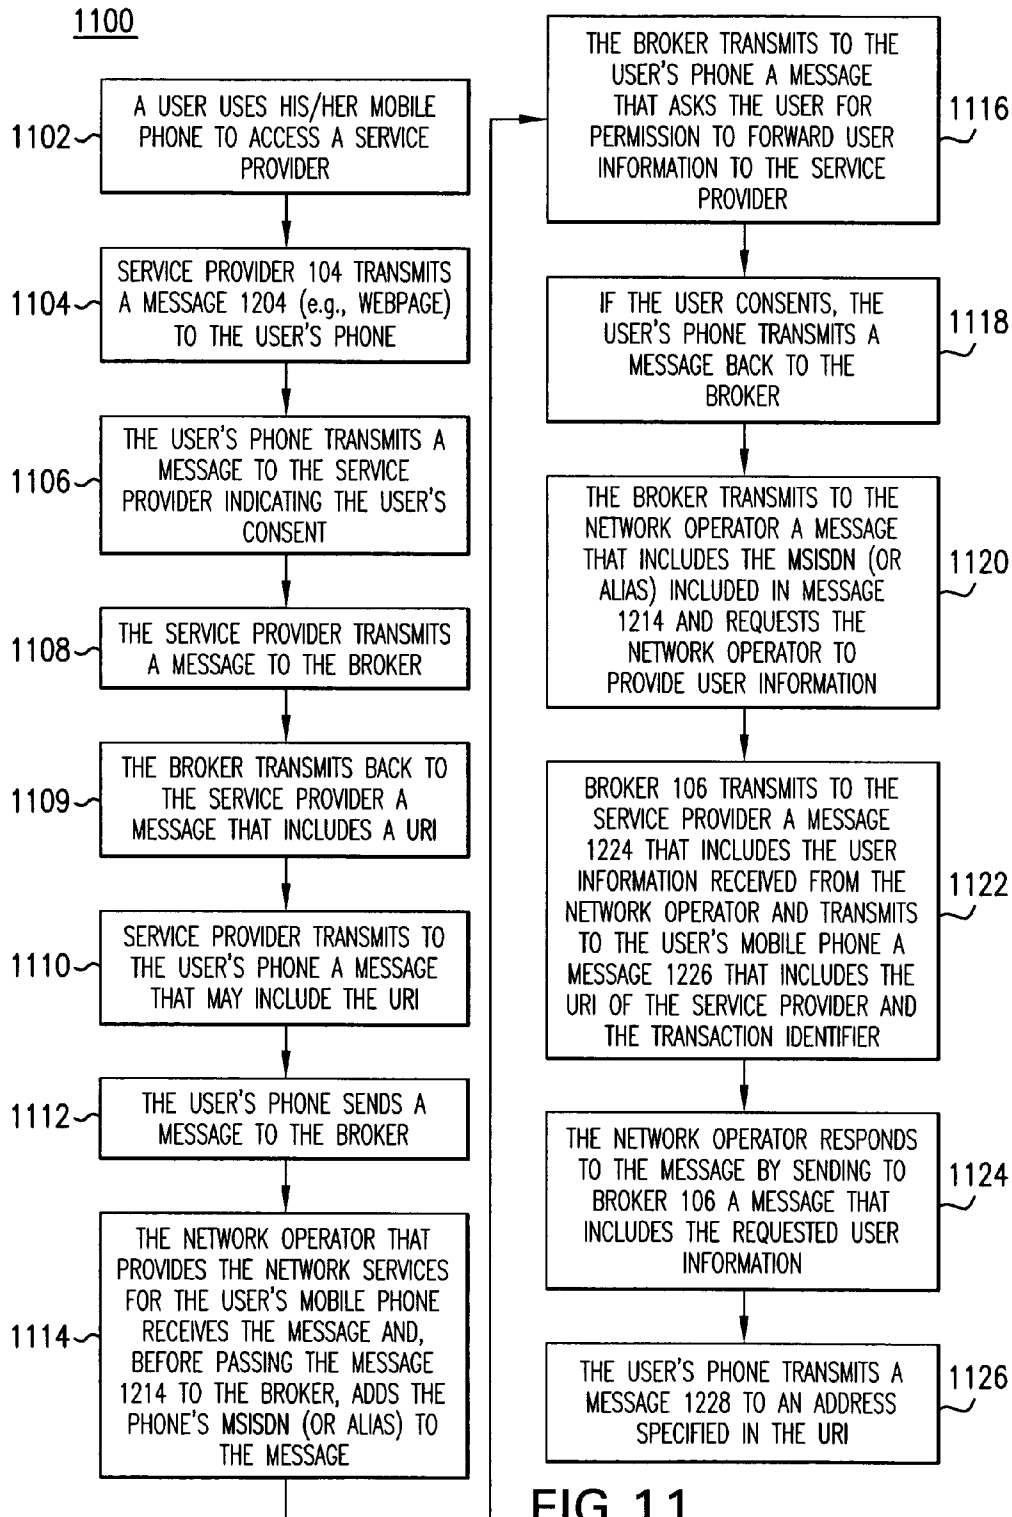 1100
1102
A USER USES HIS/HER MOBILE
PHONE TO ACCESS A SERVICE
PROVIDER
1104
SERVICE PROVIDER 104 TRANSMITS
A MESSAGE 1204 (e.g., WEBPAGE)
TO THE USER'S PHONE
1106
THE USER'S PHONE TRANSMITS A
MESSAGE TO THE SERVICE
PROVIDER INDICATING THE USER'S
CONSENT
1108
THE SERVICE PROVIDER TRANSMITS
A MESSAGE TO THE BROKER
1109
THE BROKER TRANSMITS BACK TO
THE SERVICE PROVIDER A
MESSAGE THAT INCLUDES A URI
1110
SERVICE PROVIDER TRANSMITS TO
THE USER'S PHONE A MESSAGE
THAT MAY INCLUDE THE URI
1112
THE USER'S PHONE SENDS A
MESSAGE TO THE BROKER
1114
THE NETWORK OPERATOR THAT
PROVIDES THE NETWORK SERVICES
FOR THE USER'S MOBILE PHONE
RECEIVES THE MESSAGE AND,
BEFORE PASSING THE MESSAGE
1214 TO THE BROKER, ADDS THE
PHONE'S MSISDN (OR ALIAS) TO
THE MESSAGE
THE BROKER TRANSMITS TO THE
USER'S PHONE A MESSAGE
THAT ASKS THE USER FOR
PERMISSION TO FORWARD USER
INFORMATION TO THE SERVICE
PROVIDER
1116
IF THE USER CONSENTS, THE
USER'S PHONE TRANSMITS A
MESSAGE BACK TO THE
BROKER
1118
THE BROKER TRANSMITS TO THE
NETWORK OPERATOR A MESSAGE
THAT INCLUDES THE MSISDN (OR
ALIAS) INCLUDED IN MESSAGE
1214 AND REQUESTS THE
NETWORK OPERATOR TO
PROVIDE USER INFORMATION
1120
BROKER 106 TRANSMITS TO THE
SERVICE PROVIDER A MESSAGE
1224 THAT INCLUDES THE USER
INFORMATION RECEIVED FROM THE
NETWORK OPERATOR AND TRANSMITS
TO THE USER'S MOBILE PHONE A
MESSAGE 1226 THAT INCLUDES THE
URI OF THE SERVICE PROVIDER AND
THE TRANSACTION IDENTIFIER
1122
THE NETWORK OPERATOR RESPONDS
TO THE MESSAGE BY SENDING TO
BROKER 106 A MESSAGE THAT
INCLUDES THE REQUESTED USER
INFORMATION
1124
THE USER'S PHONE TRANSMITS A
MESSAGE 1228 TO AN ADDRESS
SPECIFIED IN THE URI
1126
FIG 11